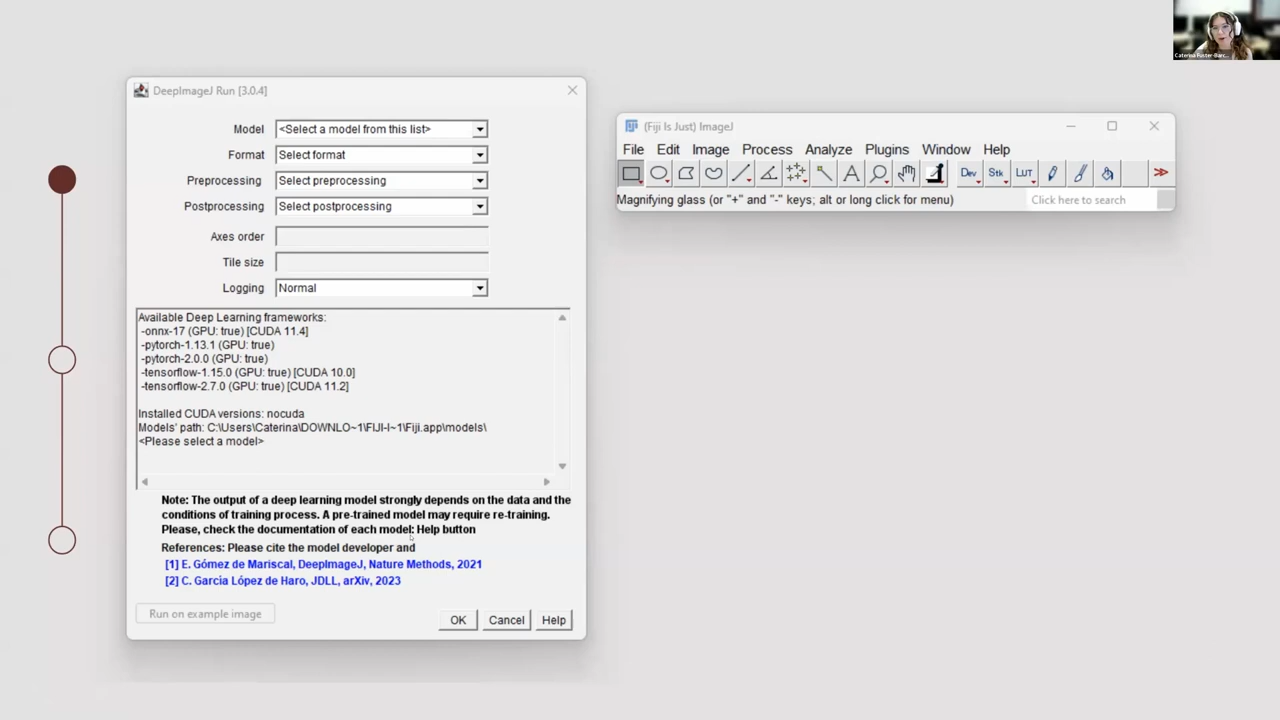 DeepImageJ Run [3.0.4]
Model
<Select a model from this list>
Format
Select format
Preprocessing
Select preprocessing
Postprocessing
Select postprocessing
Axes order
Tile size
Logging
Normal
Available Deep Learning frameworks:
-onnx-17 (GPU: true) [CUDA 11.4]
-pytorch-1.13.1 (GPU: true)
-pytorch-2.0.0 (GPU: true)
-tensorflow-1.15.0 (GPU: true) [CUDA 10.0]
-tensorflow-2.7.0 (GPU: true) [CUDA 11.2]
Installed CUDA versions: nocuda
Models' path: C:\Users\Caterina\DOWNLO~1\FIJI-I~1\Fiji.app\models\
<Please select a model>
Note: The output of a deep learning model strongly depends on the data and the
conditions of training process. A pre-trained model may require re-training.
Please, check the documentation of each model: Help button
References: Please cite the model developer and
[1] E. Gómez de Mariscal, DeepImageJ, Nature Methods, 2021
[2] C. García López de Haro, JDLL, arXiv, 2023
Run on example image
OK
Cancel
Help
(Fiji Is Just) ImageJ
File Edit Image Process Analyze Plugins Window Help
A Dev Stk LUT
Magnifying glass (or "+" and "-" keys; alt or long click for menu)
Click here to search
Caterina Fuster-Barc...